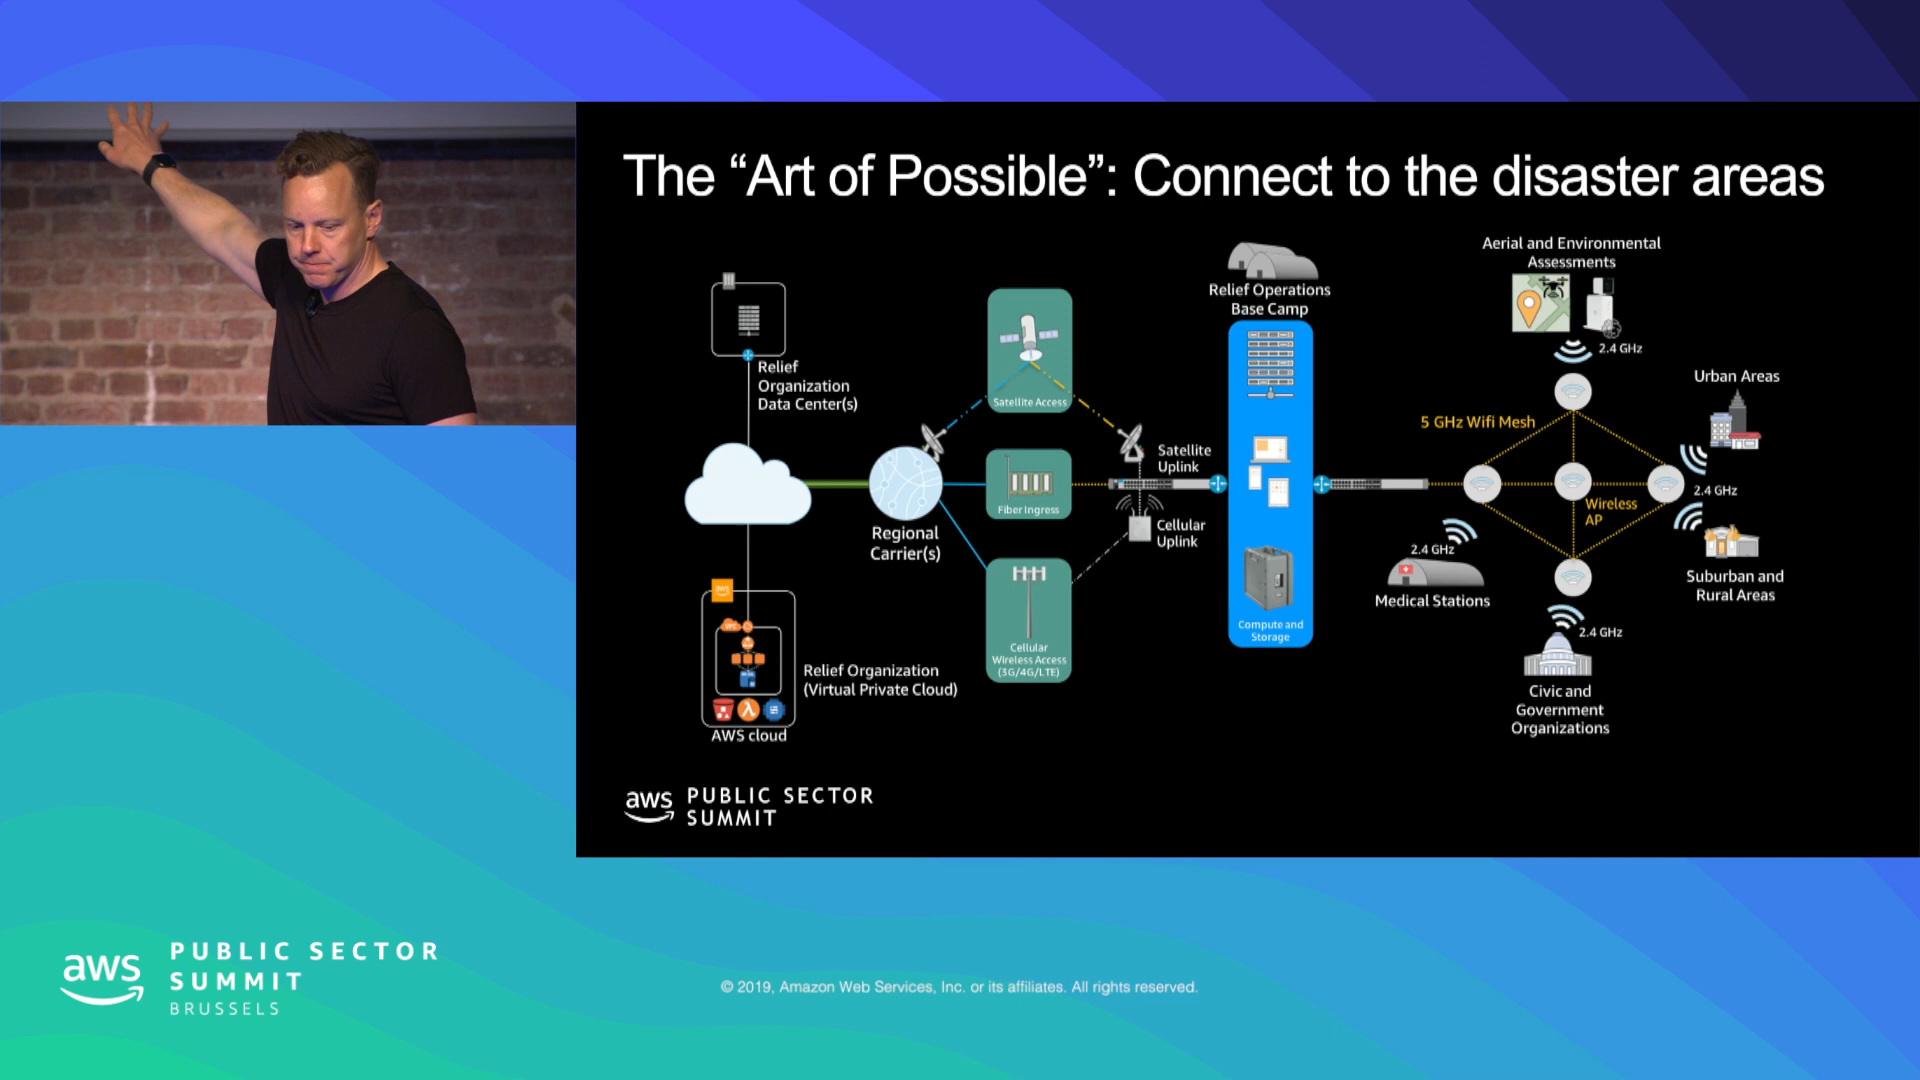 The “Art of Possible”: Connect to the disaster areas
Relief
Organization
Data Center(s)
Regional
Carrier(s)
aws
VPC
Relief Organization
(Virtual Private Cloud)
AWS cloud
Satellite Access
Fiber Ingress
Cellular
Wireless Access
(3G/4G/LTE)
Satellite
Uplink
Cellular
Uplink
Relief Operations
Base Camp
Compute and
Storage
Aerial and Environmental
Assessments
2.4 GHz
5 GHz Wifi Mesh
Urban Areas
2.4 GHz
Wireless
AP
Suburban and
Rural Areas
2.4 GHz
Medical Stations
2.4 GHz
Civic and
Government
Organizations
aws
PUBLIC SECTOR
SUMMIT
aws
PUBLIC SECTOR
SUMMIT
BRUSSELS
© 2019, Amazon Web Services, Inc. or its affiliates. All rights reserved.